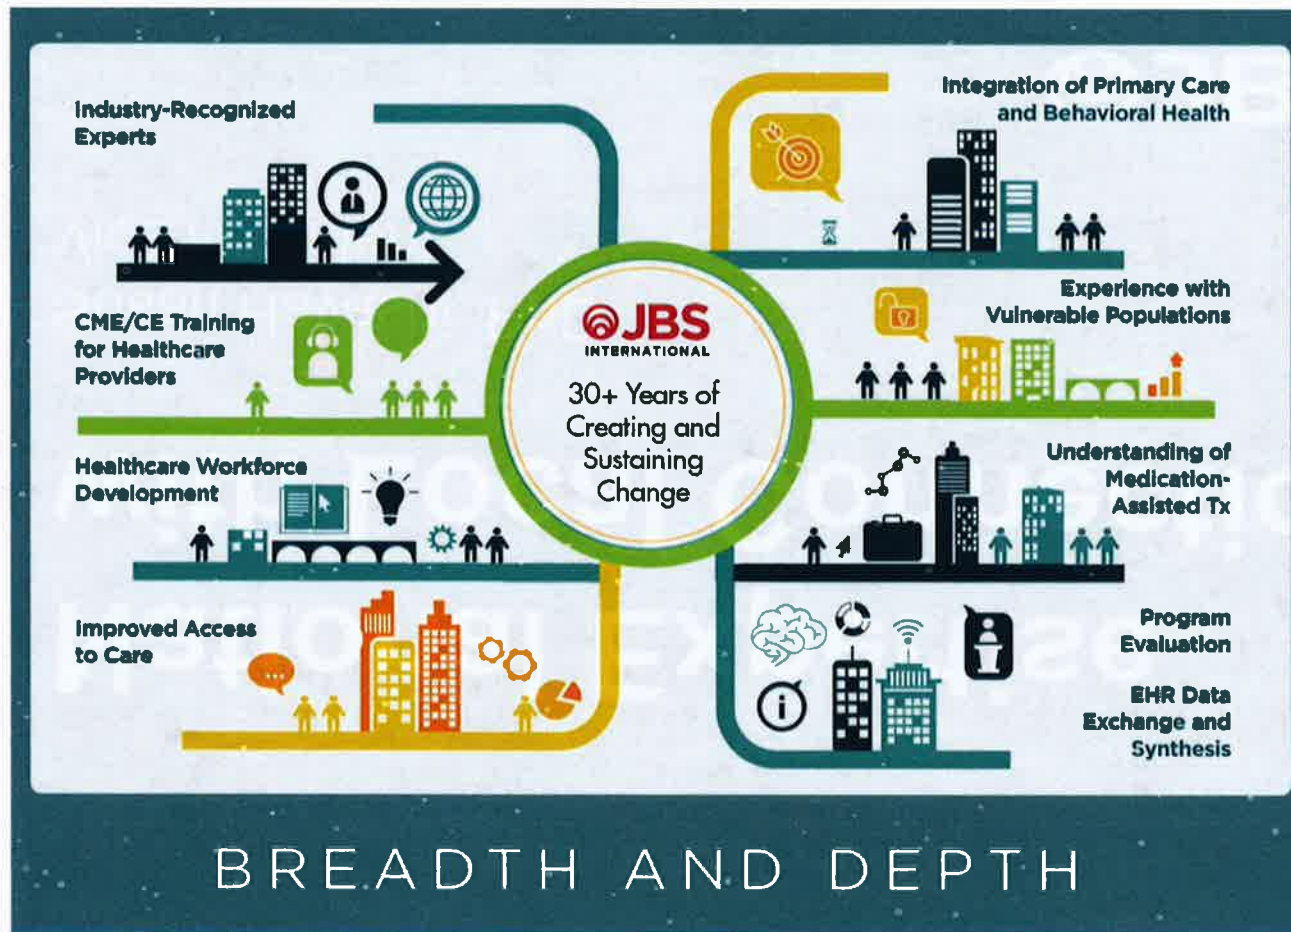 Industry-Recognized
Experts
CME/CE Training
for Healthcare
Providers
Healthcare Workforce
Development
Improved Access
to Care
JBS
INTERNATIONAL
30+ Years of
Creating and
Sustaining
Change
Integration of Primary Care
and Behavioral Health
Experience with
Vulnerable Populations
Understanding of
Medication-
Assisted Tx
Program
Evaluation
EHR Data
Exchange and
Synthesis
BREADTH AND DEPTH